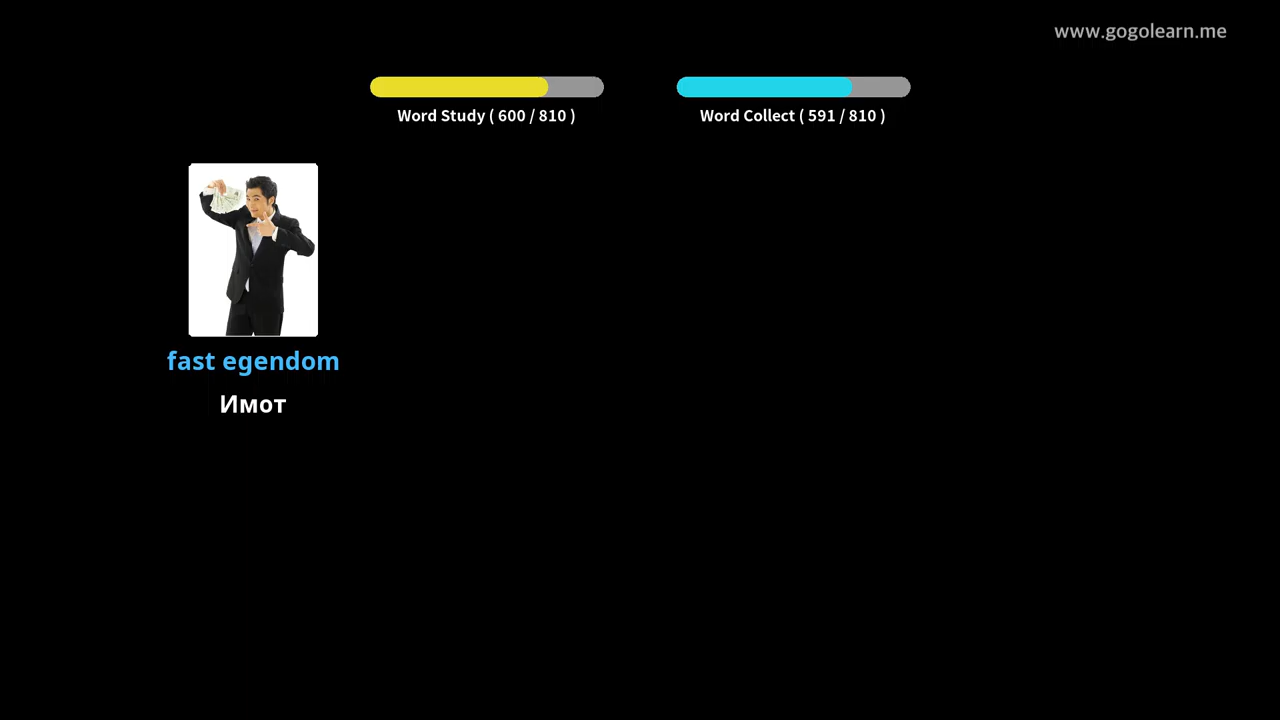 www.gogolearn.me
Word Study ( 600 / 810 )
Word Collect ( 591 / 810 )
fast egendom
Имот